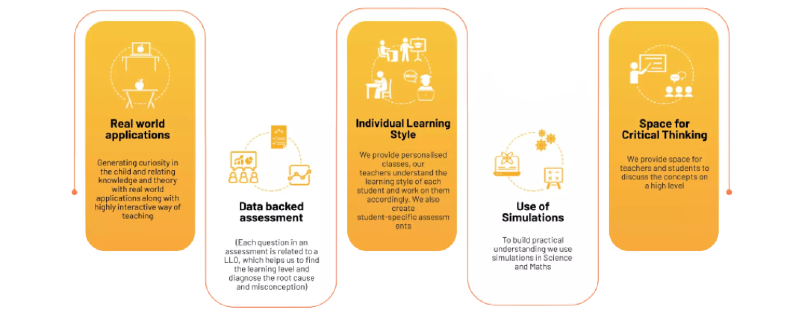 Real world
applications
Generating curiosity in
the child and relating
knowledge and theory
with real world
applications along with
highly interactive way of
teaching
Data backed
assessment
(Each question in an
assessment is related to a
LLO, which helps us to find
the learning level and
diagnose the root cause
and misconception)
Individual Learning
Style
We provide personalised
classes, our
teachers understand the
learning style of each
student and work on them
accordingly. We also
create
student-specific assessm
ents
Use of
Simulations
To build practical
understanding we use
simulations in Science
and Maths
Space for
Critical Thinking
We provide space for
teachers and students to
discuss the concepts on
a high level